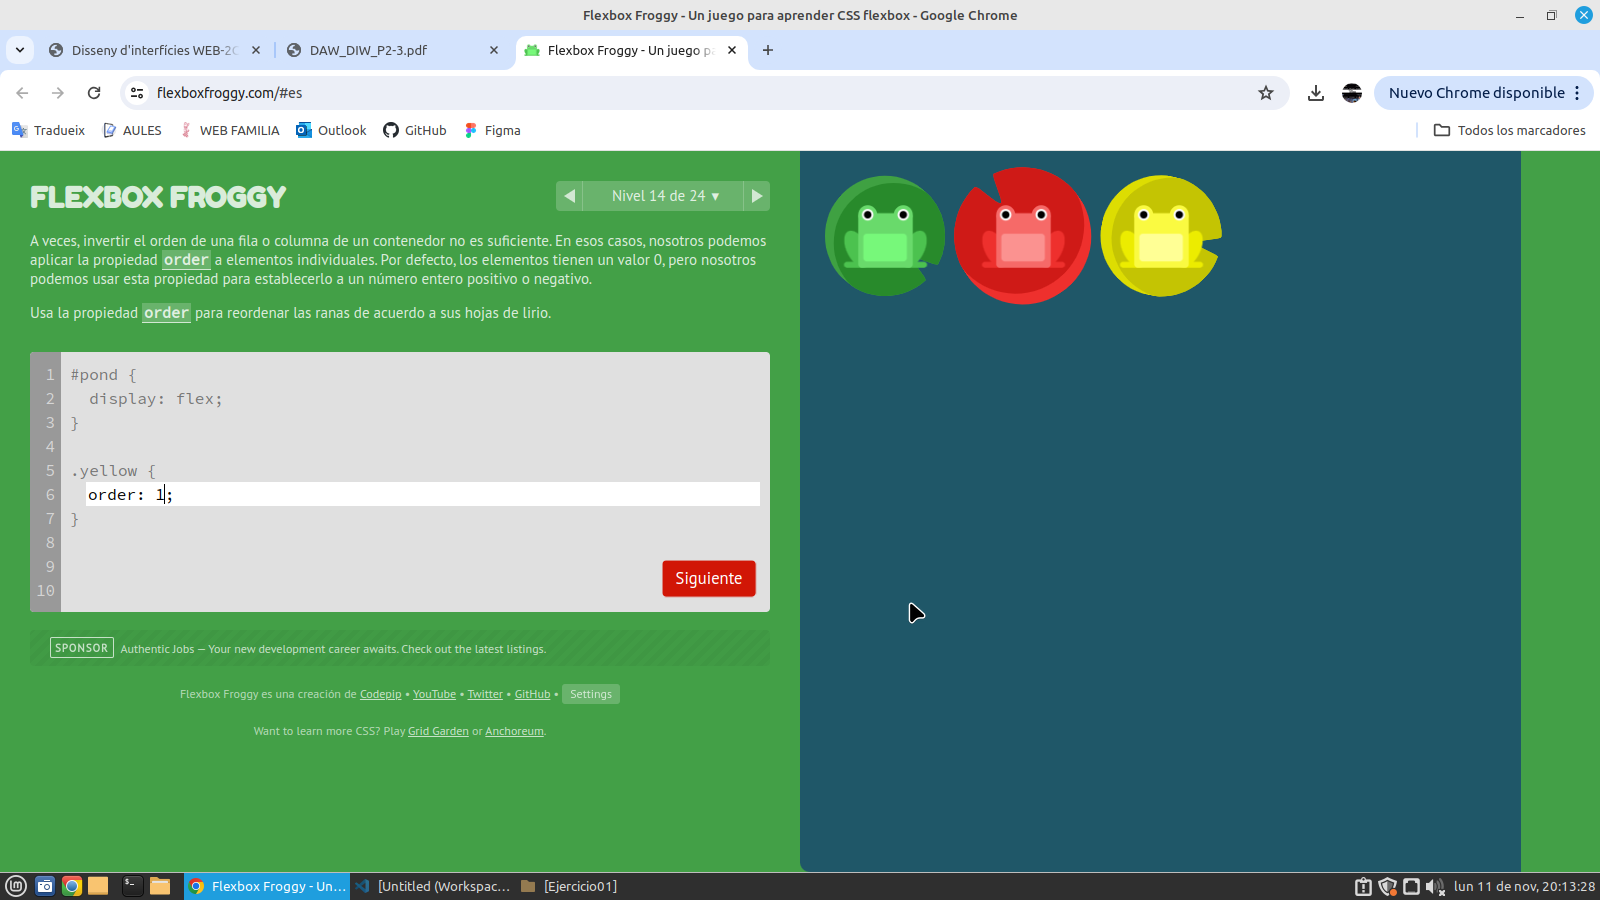 Flexbox Froggy - Un juego para aprender CSS flexbox - Google Chrome
Disseny d'interfícies WEB-2C
DAW_DIW_P2-3.pdf
Flexbox Froggy - Un juego p
flexboxfroggy.com/#es
Nuevo Chrome disponible
Tradueix
AULES
WEB FAMILIA
Outlook
GitHub
Figma
Todos los marcadores
FLEXBOX FROGGY
Nivel 14 de 24 ▼
A veces, invertir el orden de una fila o columna de un contenedor no es suficiente. En esos casos, nosotros podemos
aplicar la propiedad order a elementos individuales. Por defecto, los elementos tienen un valor 0, pero nosotros
podemos usar esta propiedad para establecerlo a un número entero positivo o negativo.
Usa la propiedad order para reordenar las ranas de acuerdo a sus hojas de lirio.
1 #pond {
2 display: flex;
3 }
4
5 .yellow {
6 order: 1;
7 }
8
9
10
Siguiente
SPONSOR Authentic Jobs — Your new development career awaits. Check out the latest listings.
Flexbox Froggy es una creación de Codepip • YouTube • Twitter • GitHub • Settings
Want to learn more CSS? Play Grid Garden or Anchoreum.
Flexbox Froggy - Un...
[Untitled (Workspac...
[Ejercicio01]
lun 11 de nov, 20:13:28